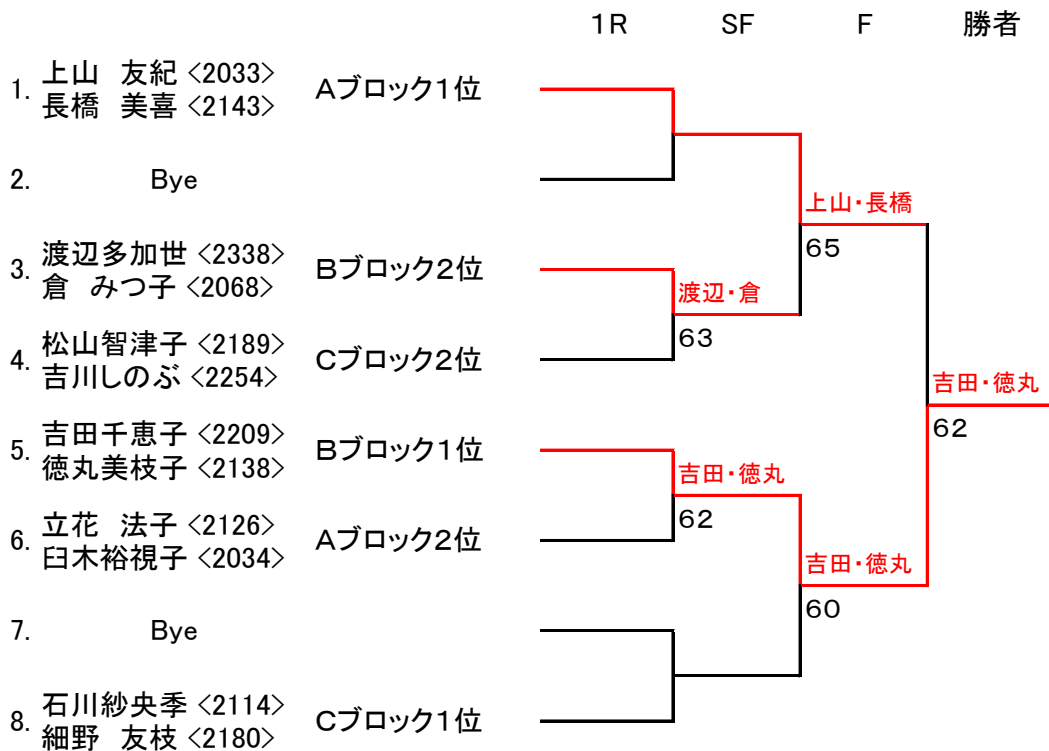 1R SF F 勝者
1. 上山 友紀 <2033> Aブロック1位
長橋 美喜 <2143>
2. Bye
上山・長橋
65
3. 渡辺多加世 <2338> Bブロック2位
倉 みつ子 <2068>
渡辺・倉
63
4. 松山智津子 <2189> Cブロック2位
吉川しのぶ <2254>
吉田・徳丸
62
5. 吉田千恵子 <2209> Bブロック1位
徳丸美枝子 <2138>
吉田・徳丸
62
6. 立花 法子 <2126> Aブロック2位
臼木裕視子 <2034>
吉田・徳丸
60
7. Bye
8. 石川紗央季 <2114> Cブロック1位
細野 友枝 <2180>